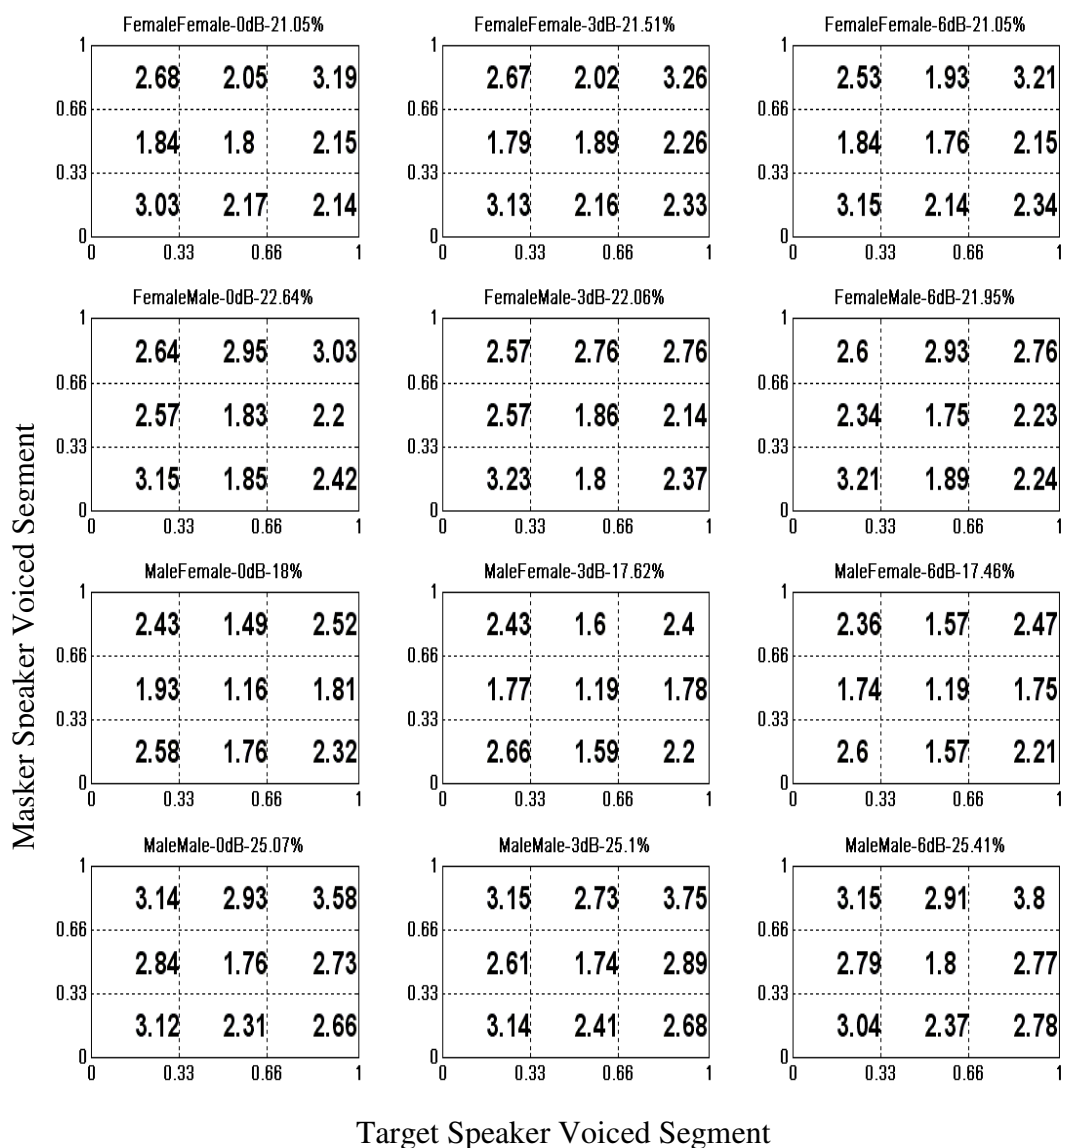 FemaleFemale-0dB-21.05% FemaleFemale-3dB-21.51% FemaleFemale-6dB-21.05%
1 1 1
2.68 2.05 3.19 2.67 2.02 3.26 2.53 1.93 3.21
0.66 0.66 0.66
1.84 1.8 2.15 1.79 1.89 2.26 1.84 1.76 2.15
0.33 0.33 0.33
3.03 2.17 2.14 3.13 2.16 2.33 3.15 2.14 2.34
0 0 0
0 0.33 0.66 1 0 0.33 0.66 1 0 0.33 0.66 1
FemaleMale-0dB-22.64% FemaleMale-3dB-22.06% FemaleMale-6dB-21.95%
1 1 1
2.64 2.95 3.03 2.57 2.76 2.76 2.6 2.93 2.76
0.66 0.66 0.66
2.57 1.83 2.2 2.57 1.86 2.14 2.34 1.75 2.23
0.33 0.33 0.33
3.15 1.85 2.42 3.23 1.8 2.37 3.21 1.89 2.24
0 0 0
0 0.33 0.66 1 0 0.33 0.66 1 0 0.33 0.66 1
MaleFemale-0dB-18% MaleFemale-3dB-17.62% MaleFemale-6dB-17.46%
1 1 1
2.43 1.49 2.52 2.43 1.6 2.4 2.36 1.57 2.47
0.66 0.66 0.66
1.93 1.16 1.81 1.77 1.19 1.78 1.74 1.19 1.75
0.33 0.33 0.33
2.58 1.76 2.32 2.66 1.59 2.2 2.6 1.57 2.21
0 0 0
0 0.33 0.66 1 0 0.33 0.66 1 0 0.33 0.66 1
MaleMale-0dB-25.07% MaleMale-3dB-25.1% MaleMale-6dB-25.41%
1 1 1
3.14 2.93 3.58 3.15 2.73 3.75 3.15 2.91 3.8
0.66 0.66 0.66
2.84 1.76 2.73 2.61 1.74 2.89 2.79 1.8 2.77
0.33 0.33 0.33
3.12 2.31 2.66 3.14 2.41 2.68 3.04 2.37 2.78
0 0 0
0 0.33 0.66 1 0 0.33 0.66 1 0 0.33 0.66 1
Masker Speaker Voiced Segment
Target Speaker Voiced Segment